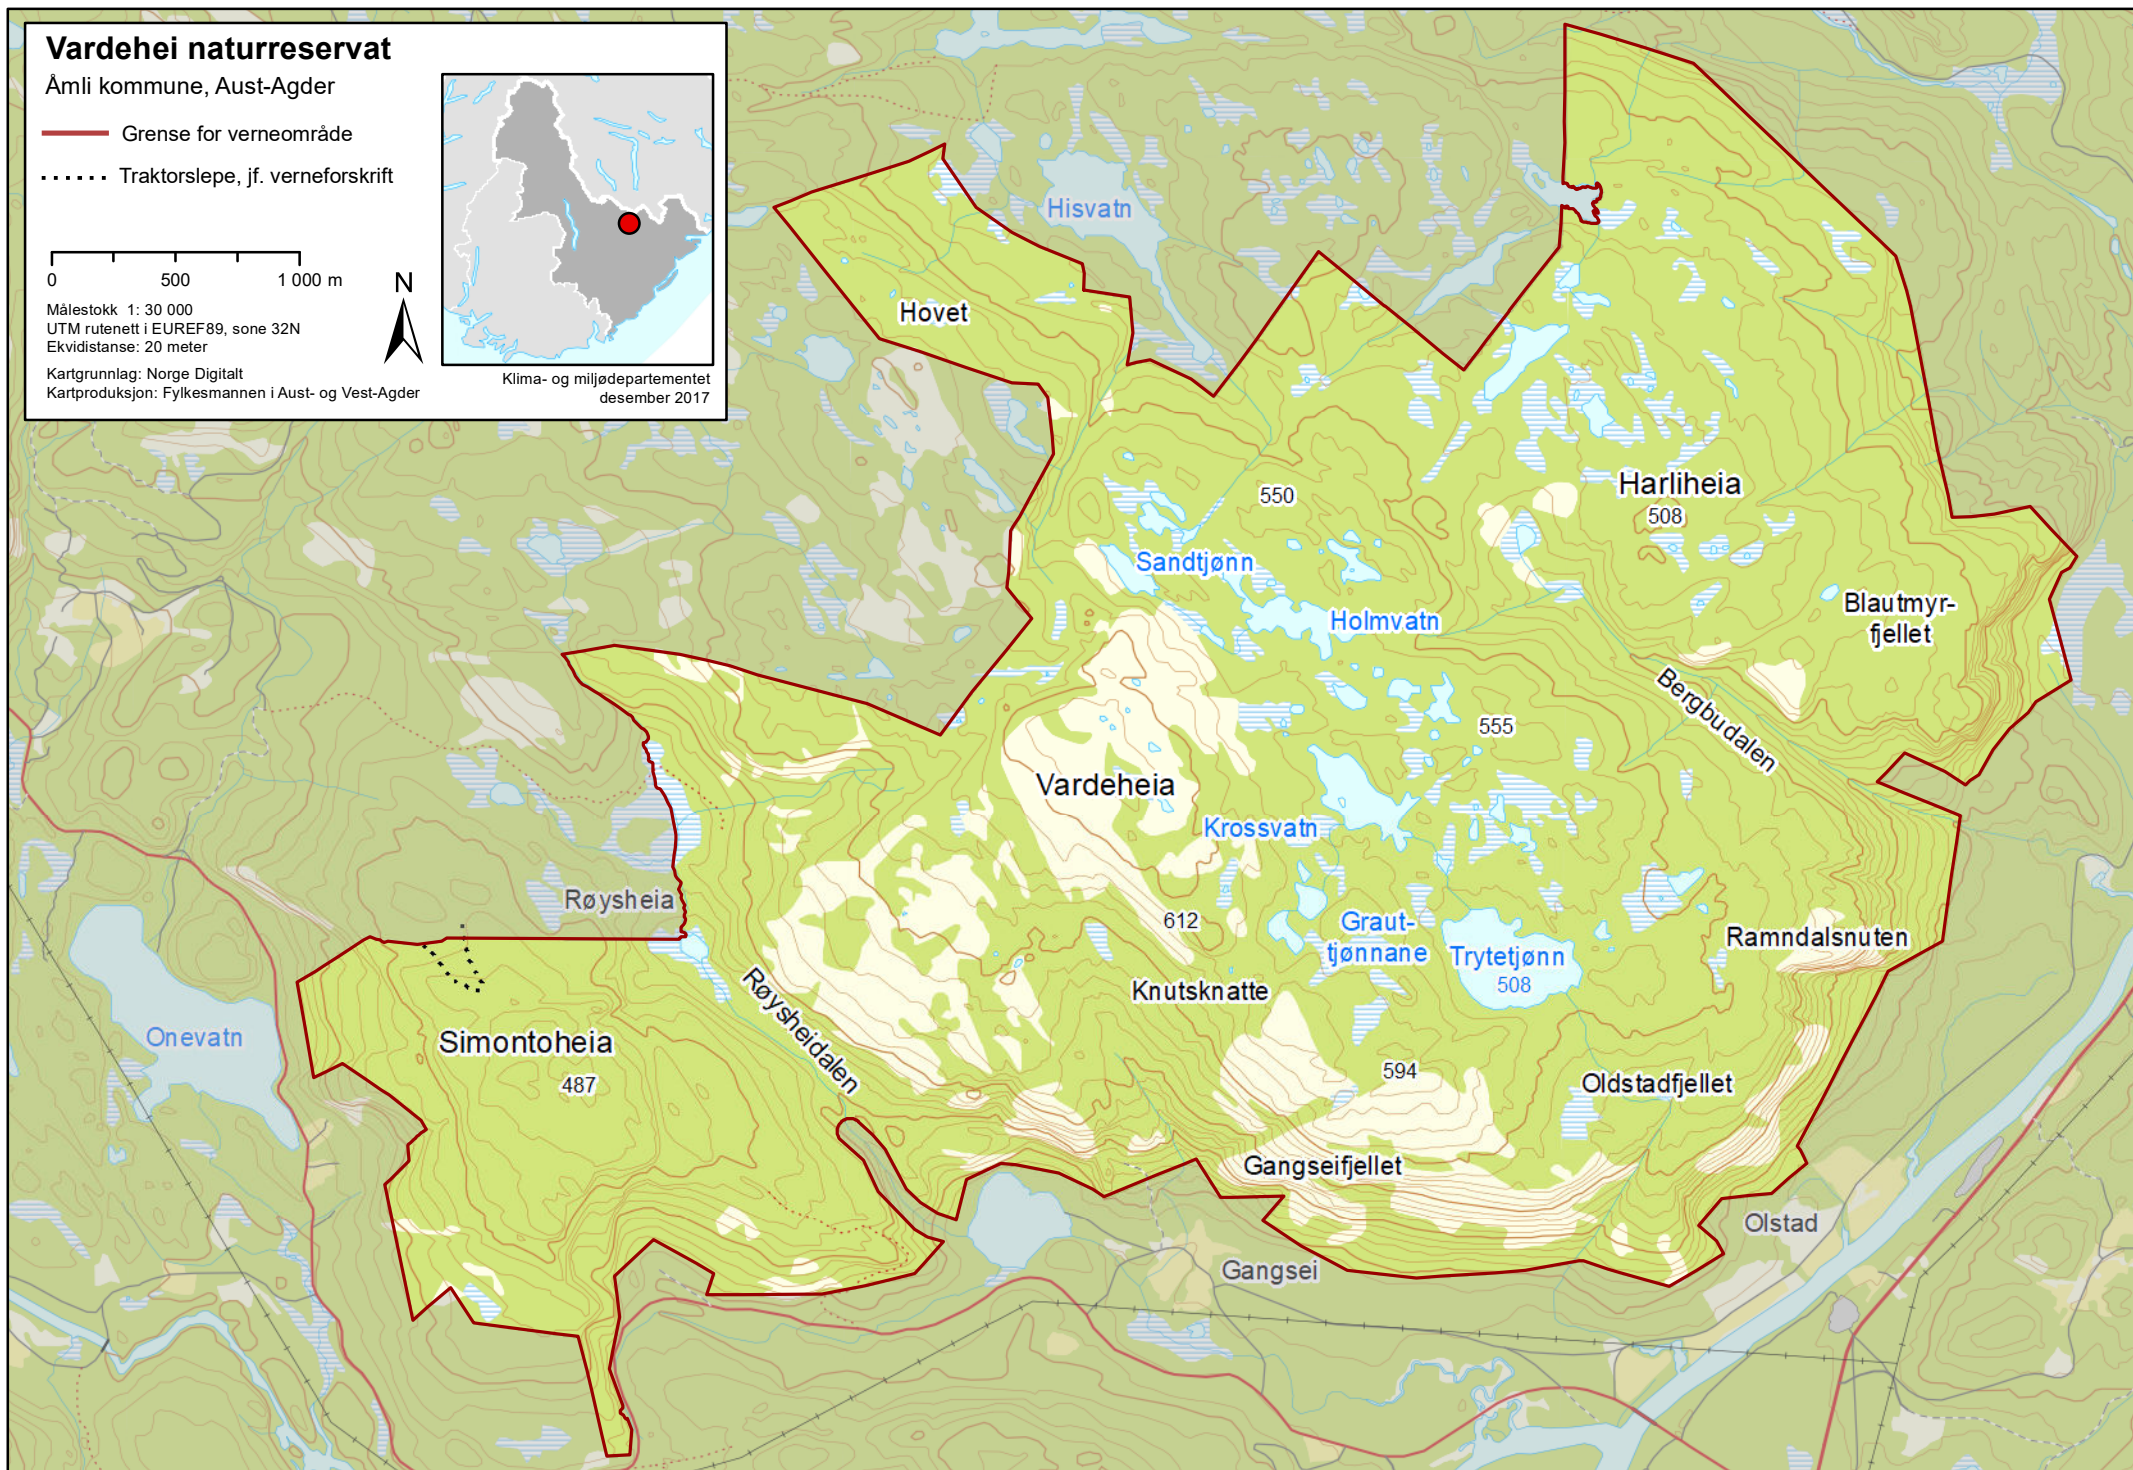 Vardehei naturreservat
Åmli kommune, Aust-Agder
Grense for verneområde
Traktorslepe, jf. verneforskrift
0 500 1 000 m
N
Målestokk 1: 30 000
UTM rutenett i EUREF89, sone 32N
Ekvidistanse: 20 meter
Kartgrunnlag: Norge Digitalt
Kartproduksjon: Fylkesmannen i Aust- og Vest-Agder
Klima- og miljødepartementet
desember 2017
Hisvatn
Hovet
550
Harliheia
508
Sandtjønn
Holmvatn
Blautmyr-
fjellet
Bergbudalen
555
Vardeheia
Krossvatn
Røysheia
612
Graut-
tjønnane
Trytetjønn
508
Ramndalsnuten
Knutsknatte
Røysheidalen
Onevatn
Simontoheia
487
594
Oldstadfjellet
Gangseifjellet
Olstad
Gangsei